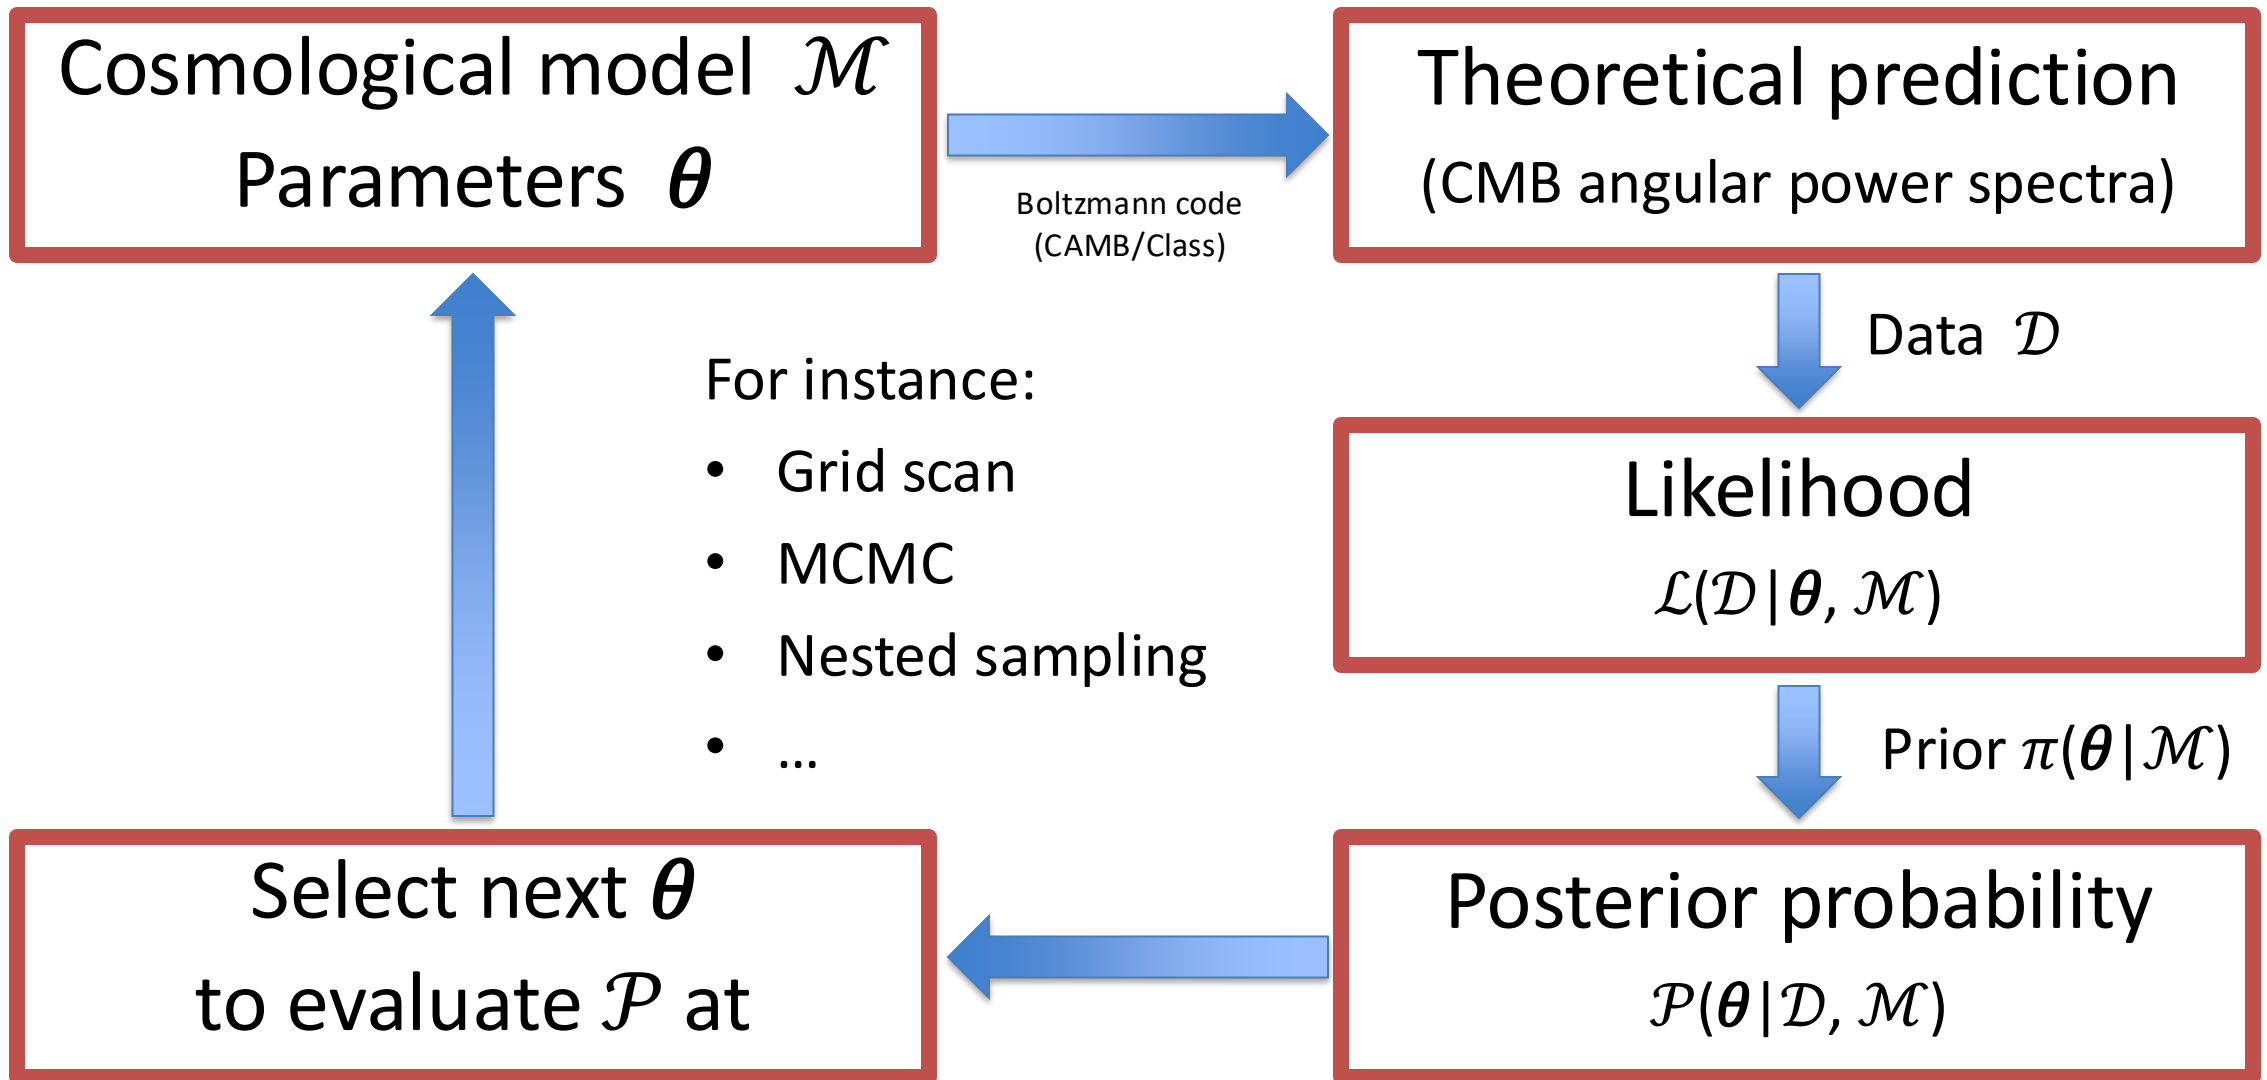 Cosmological model ℳ
Parameters 𝜽
Boltzmann code
(CAMB/Class)
Theoretical prediction
(CMB angular power spectra)
Data 𝒟
Likelihood
ℒ(𝒟|𝜽, ℳ)
Prior 𝜋(𝜽|ℳ)
Posterior probability
𝒫(𝜽|𝒟, ℳ)
Select next 𝜽
to evaluate 𝒫 at
For instance:
• Grid scan
• MCMC
• Nested sampling
• …